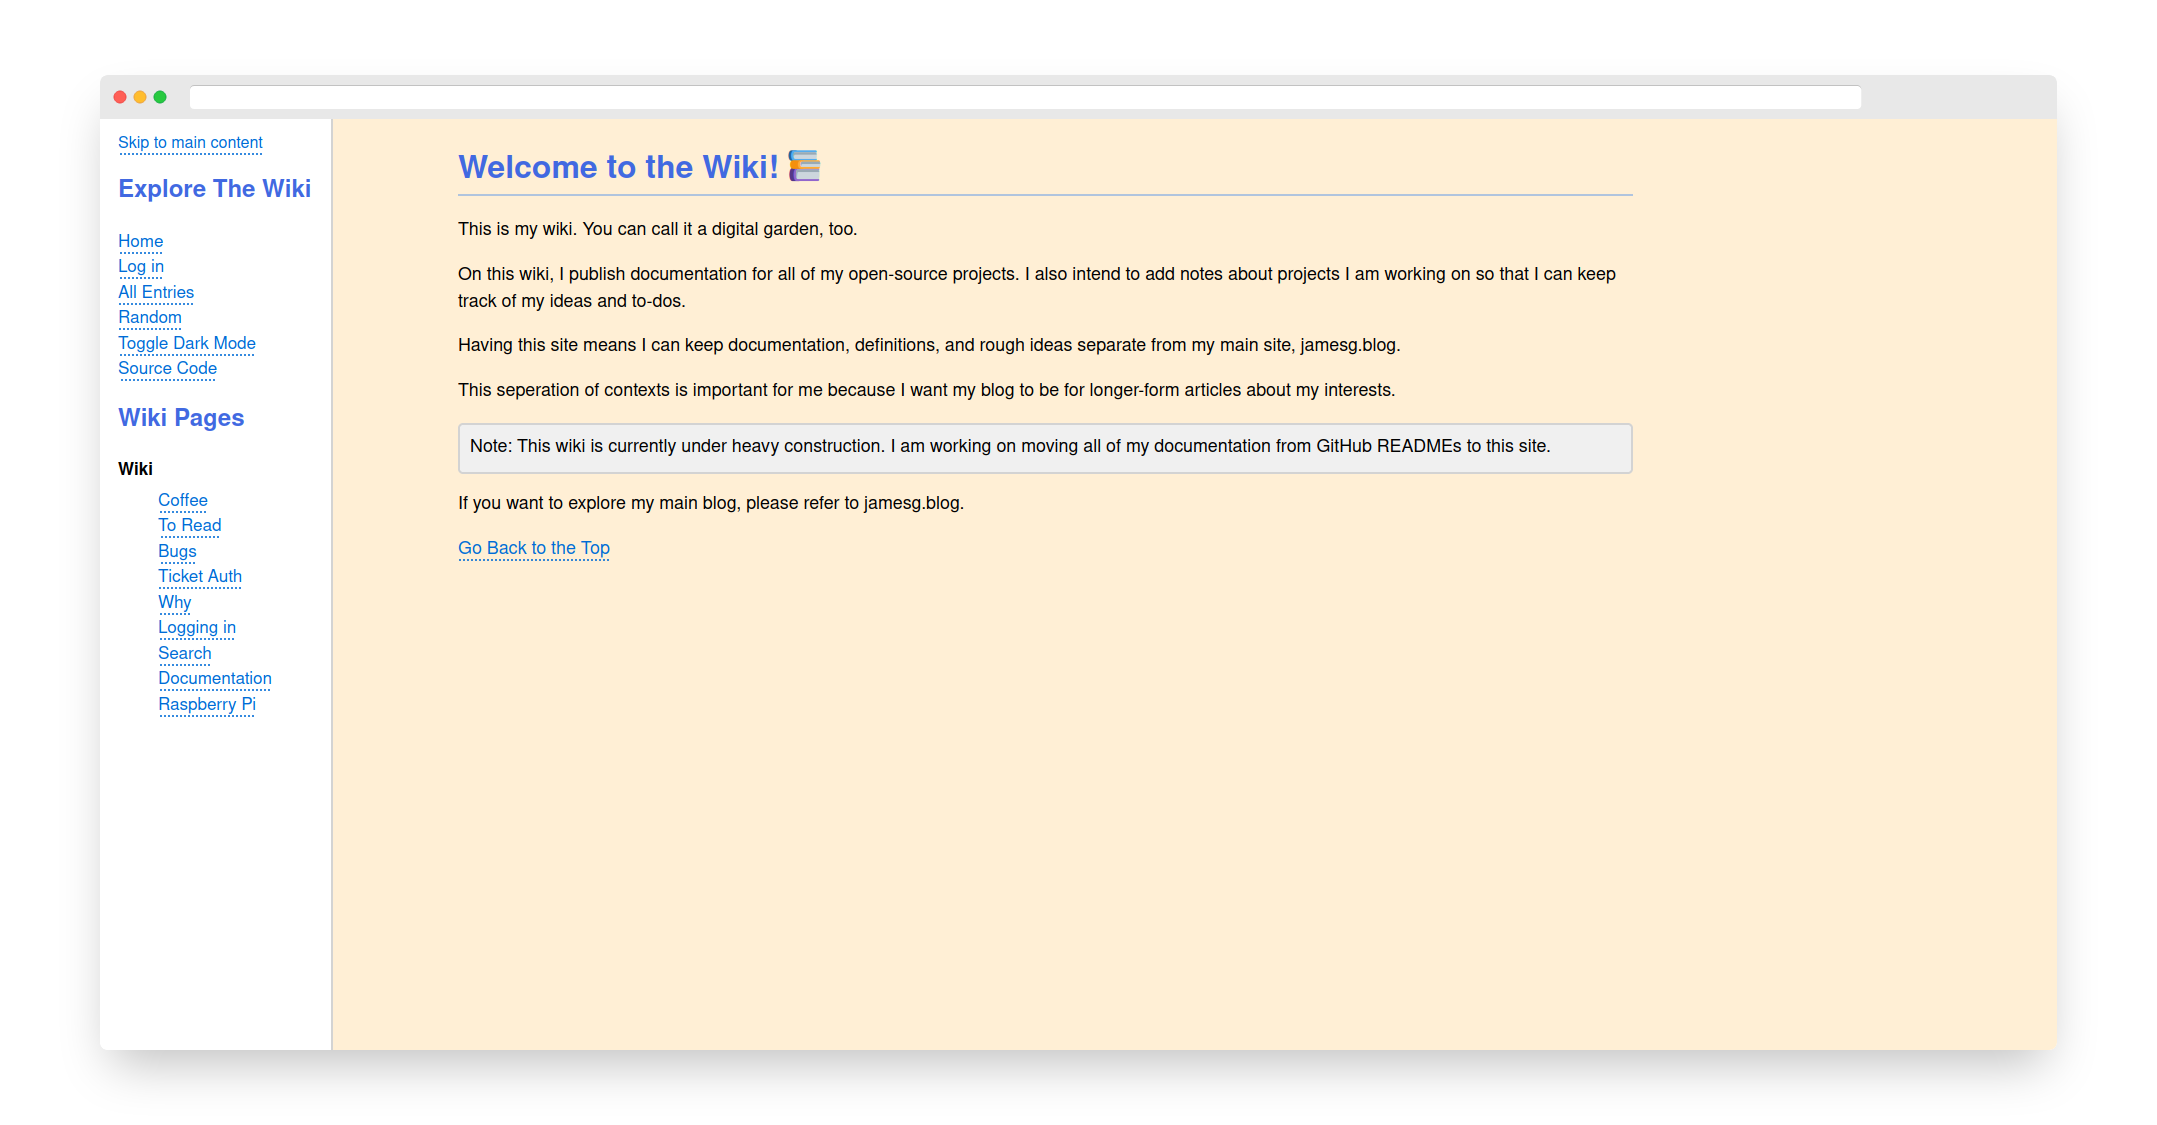 Skip to main content
Explore The Wiki
Home
Log in
All Entries
Random
Toggle Dark Mode
Source Code
Wiki Pages
Wiki
Coffee
To Read
Bugs
Ticket Auth
Why
Logging in
Search
Documentation
Raspberry Pi
Welcome to the Wiki!
This is my wiki. You can call it a digital garden, too.
On this wiki, I publish documentation for all of my open-source projects. I also intend to add notes about projects I am working on so that I can keep
track of my ideas and to-dos.
Having this site means I can keep documentation, definitions, and rough ideas separate from my main site, jamesg.blog.
This seperation of contexts is important for me because I want my blog to be for longer-form articles about my interests.
Note: This wiki is currently under heavy construction. I am working on moving all of my documentation from GitHub READMEs to this site.
If you want to explore my main blog, please refer to jamesg.blog.
Go Back to the Top